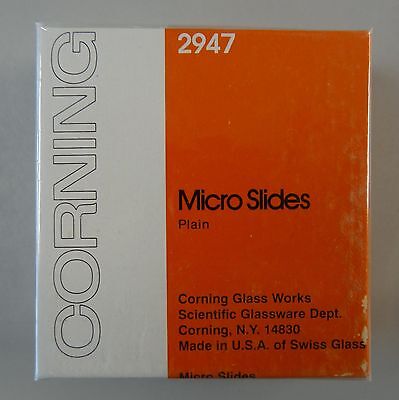 CORNING
2947
Micro Slides
Plain
Corning Glass Works
Scientific Glassware Dept.
Corning, N.Y. 14830
Made in U.S.A. of Swiss Glass
Micro Slides